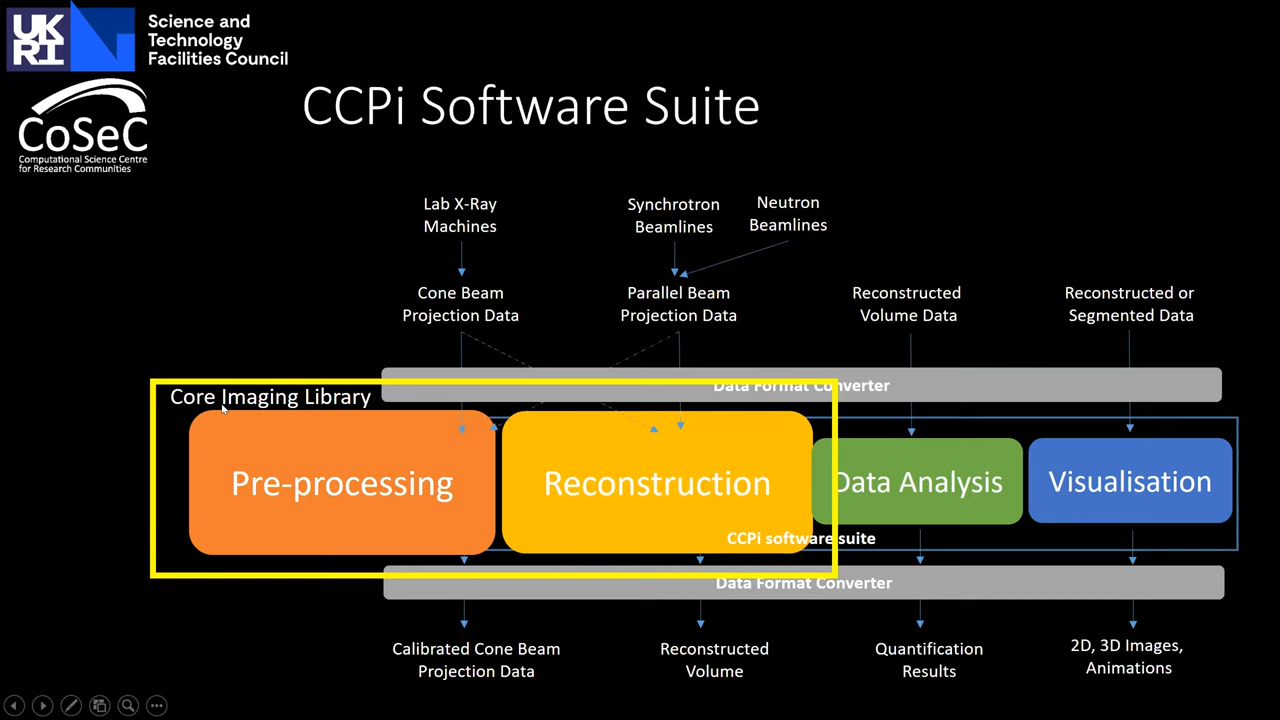 UK
RI
Science and
Technology
Facilities Council
CoSeC
Computational Science Centre
for Research Communities
CCPi Software Suite
Lab X-Ray
Machines
Synchrotron
Beamlines
Neutron
Beamlines
Cone Beam
Projection Data
Parallel Beam
Projection Data
Reconstructed
Volume Data
Reconstructed or
Segmented Data
Data Format Converter
Core Imaging Library
Pre-processing
Reconstruction
Data Analysis
Visualisation
CCPi software suite
Data Format Converter
Calibrated Cone Beam
Projection Data
Reconstructed
Volume
Quantification
Results
2D, 3D Images,
Animations